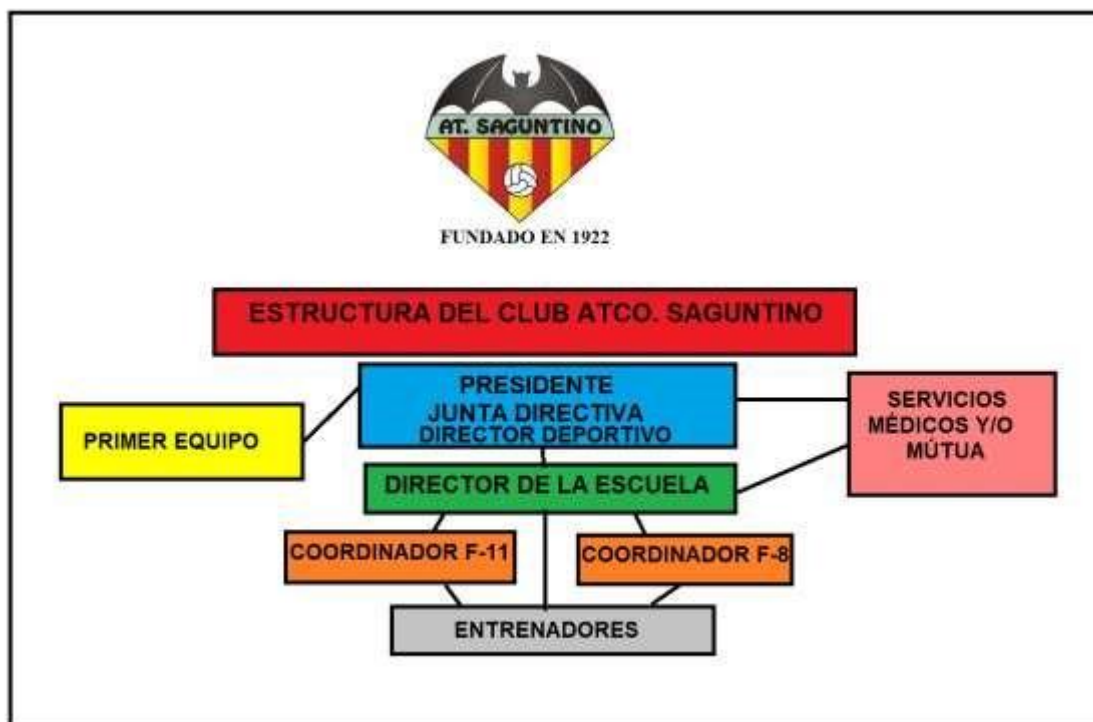 AT. SAGUNTINO
FUNDADO EN 1922
ESTRUCTURA DEL CLUB ATCO. SAGUNTINO
PRESIDENTE
JUNTA DIRECTIVA
DIRECTOR DEPORTIVO
PRIMER EQUIPO
SERVICIOS
MÉDICOS Y/O
MÚTUA
DIRECTOR DE LA ESCUELA
COORDINADOR F-11
COORDINADOR F-8
ENTRENADORES